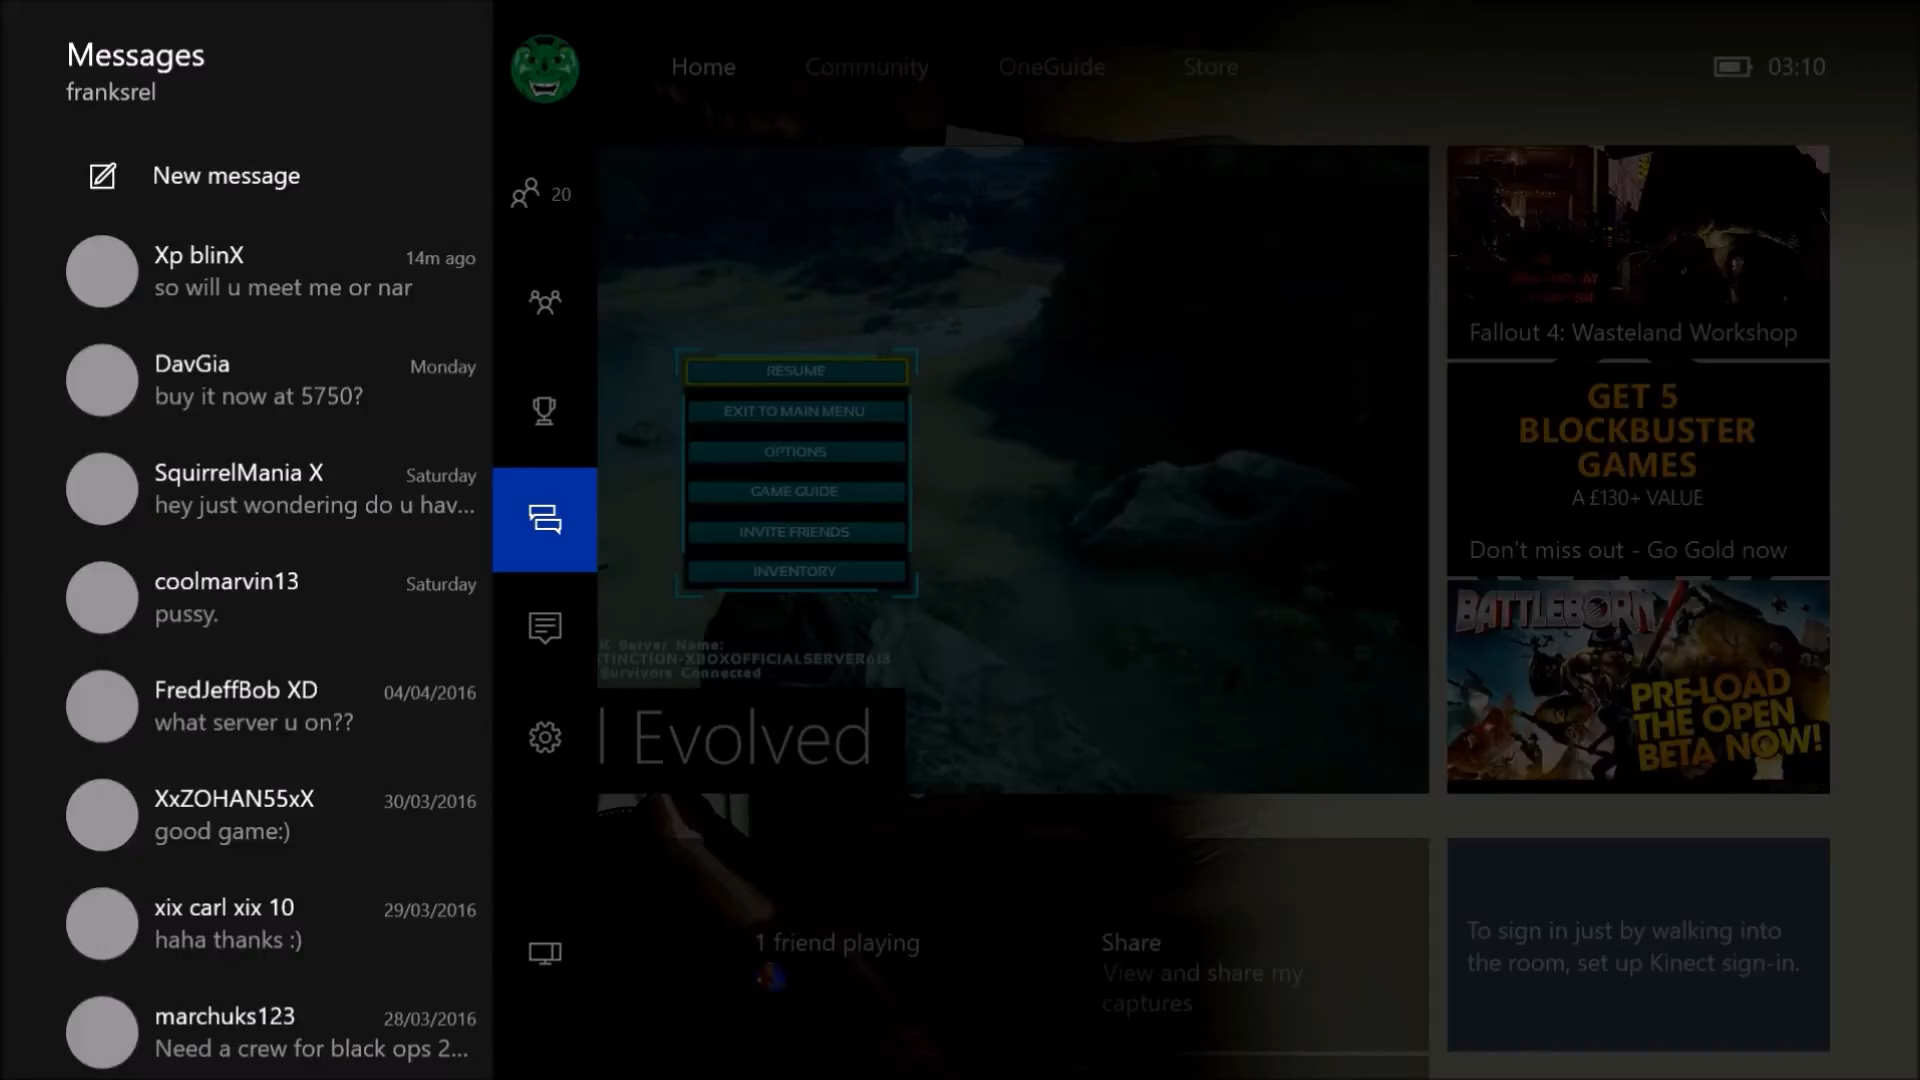 Messages
franksrel
New message
Xp blinX
14m ago
so will u meet me or nar
DavGia
Monday
buy it now at 5750?
SquirrelMania X
Saturday
hey just wondering do u hav...
coolmarvin13
Saturday
pussy.
FredJeffBob XD
04/04/2016
what server u on??
XxZOHAN55xX
30/03/2016
good game:)
xix carl xix 10
29/03/2016
haha thanks :)
marchuks123
28/03/2016
Need a crew for black ops 2...
20
Home
Community
OneGuide
Store
03:10
RESUME
EXIT TO MAIN MENU
OPTIONS
GAME GUIDE
INVITE FRIENDS
INVENTORY
K Server Name:
TINCTION-XBOXOFFICIALSERVER613
Survivors Connected
l Evolved
1 friend playing
Share
View and share my
captures
Fallout 4: Wasteland Workshop
GET 5
BLOCKBUSTER
GAMES
A £130+ VALUE
Don't miss out - Go Gold now
BATTLEBORN
PRE-LOAD
THE OPEN
BETA NOW!
To sign in just by walking into
the room, set up Kinect sign-in.